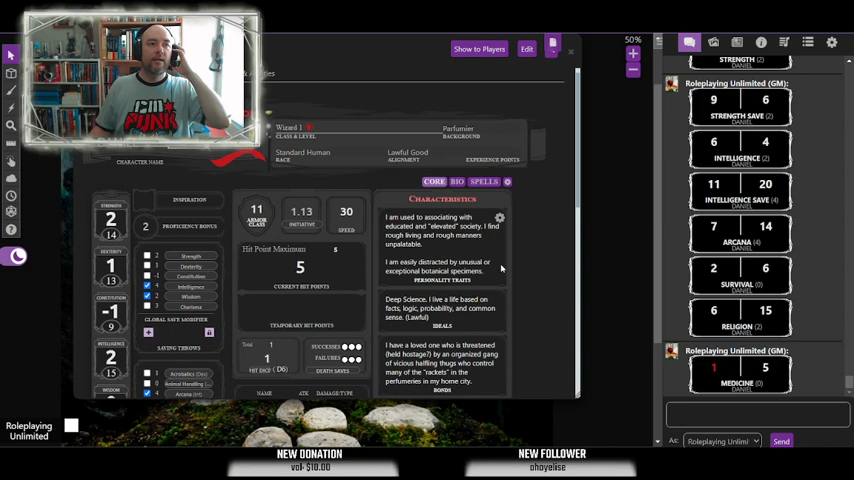 50%
Show to Players
Edit
CM
PUNK
Wizard 1
Parfumier
CLASS & LEVEL
BACKGROUND
Standard Human
Lawful Good
CHARACTER NAME
RACE
ALIGNMENT
EXPERIENCE POINTS
CORE
BIO
SPELLS
STRENGTH
2
14
DEXTERITY
1
13
CONSTITUTION
-1
9
INTELLIGENCE
2
15
WISDOM
INSPIRATION
2
PROFICIENCY BONUS
2 Strength
1 Dexterity
-1 Constitution
4 Intelligence
2 Wisdom
3 Charisma
GLOBAL SAVE MODIFIER
SAVING THROWS
1 Acrobatics (Dex)
0 Animal Handling
4 Arcana (Int)
11
ARMOR
CLASS
1.13
INITIATIVE
30
SPEED
Hit Point Maximum 5
5
CURRENT HIT POINTS
TEMPORARY HIT POINTS
Total 1
1
HIT DICE (D6)
SUCCESSES
FAILURES
DEATH SAVES
NAME
ATK
DAMAGE/TYPE
CHARACTERISTICS
I am used to associating with
educated and "elevated" society. I find
rough living and rough manners
unpalatable.
I am easily distracted by unusual or
exceptional botanical specimens.
PERSONALITY TRAITS
Deep Science. I live a life based on
facts, logic, probability, and common
sense. (Lawful)
IDEALS
I have a loved one who is threatened
(held hostage?) by an organized gang
of vicious halfling thugs who control
many of the "rackets" in the
perfumeries in my home city.
BONDS
STRENGTH (2)
DANIEL
Roleplaying Unlimited (GM):
9 6
STRENGTH SAVE (2)
DANIEL
6 4
INTELLIGENCE (2)
DANIEL
11 20
INTELLIGENCE SAVE (4)
DANIEL
7 14
ARCANA (4)
DANIEL
2 6
SURVIVAL (0)
DANIEL
6 15
RELIGION (2)
DANIEL
Roleplaying Unlimited (GM):
1 5
MEDICINE (0)
DANIEL
As:
Roleplaying Unlimi
Send
Roleplaying
Unlimited
NEW DONATION
vol- $10.00
NEW FOLLOWER
ahoyelise